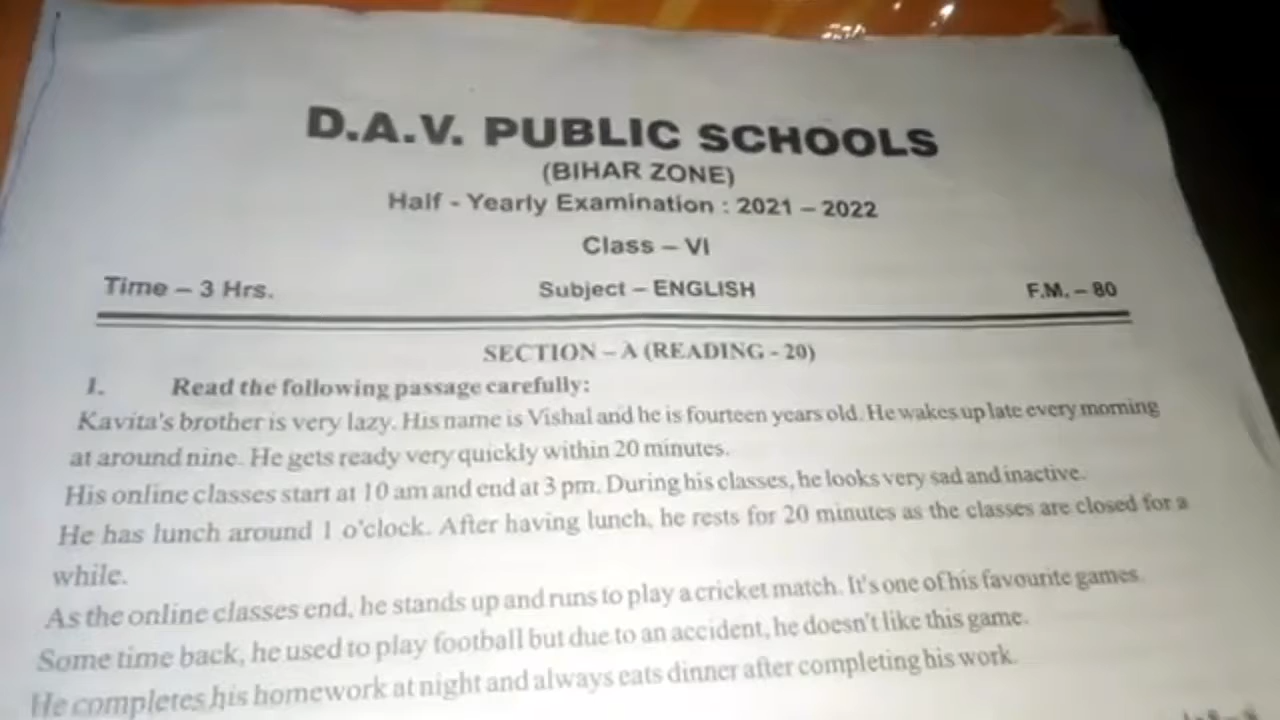 D.A.V. PUBLIC SCHOOLS
(BIHAR ZONE)
Half - Yearly Examination : 2021 – 2022
Class – VI
Time – 3 Hrs. Subject – ENGLISH F.M. – 80
SECTION – A (READING - 20)
1. Read the following passage carefully:
Kavita's brother is very lazy. His name is Vishal and he is fourteen years old. He wakes up late every morning
at around nine. He gets ready very quickly within 20 minutes.
His online classes start at 10 am and end at 3 pm. During his classes, he looks very sad and inactive.
He has lunch around 1 o'clock. After having lunch, he rests for 20 minutes as the classes are closed for a
while.
As the online classes end, he stands up and runs to play a cricket match. It's one of his favourite games.
Some time back, he used to play football but due to an accident, he doesn't like this game.
He completes his homework at night and always eats dinner after completing his work.